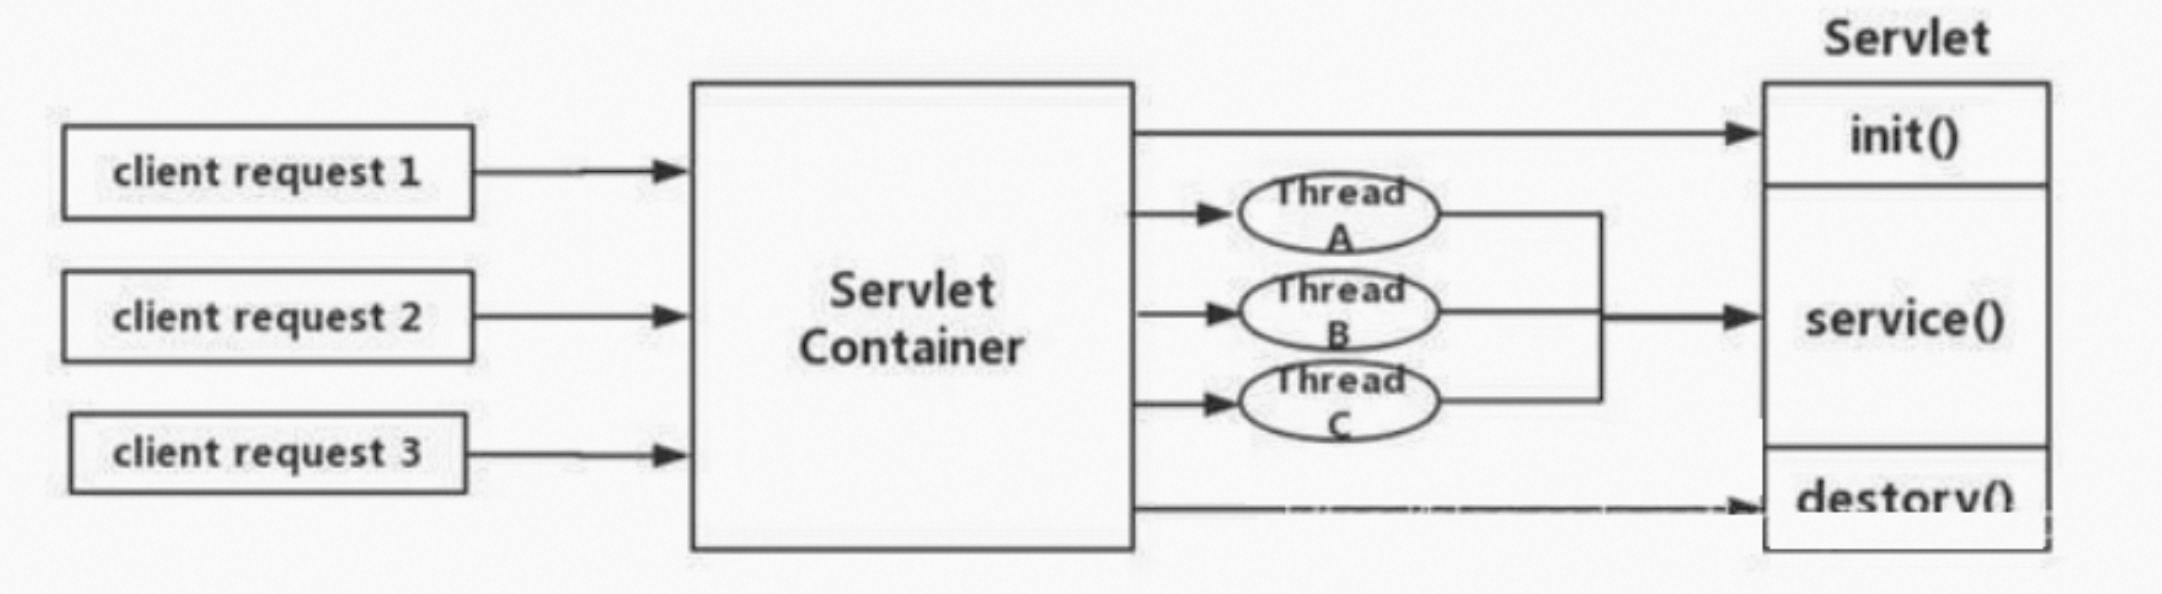 Servlet
client request 1
client request 2
client request 3
Servlet
Container
Thread
A
Thread
B
Thread
C
init()
service()
destory()